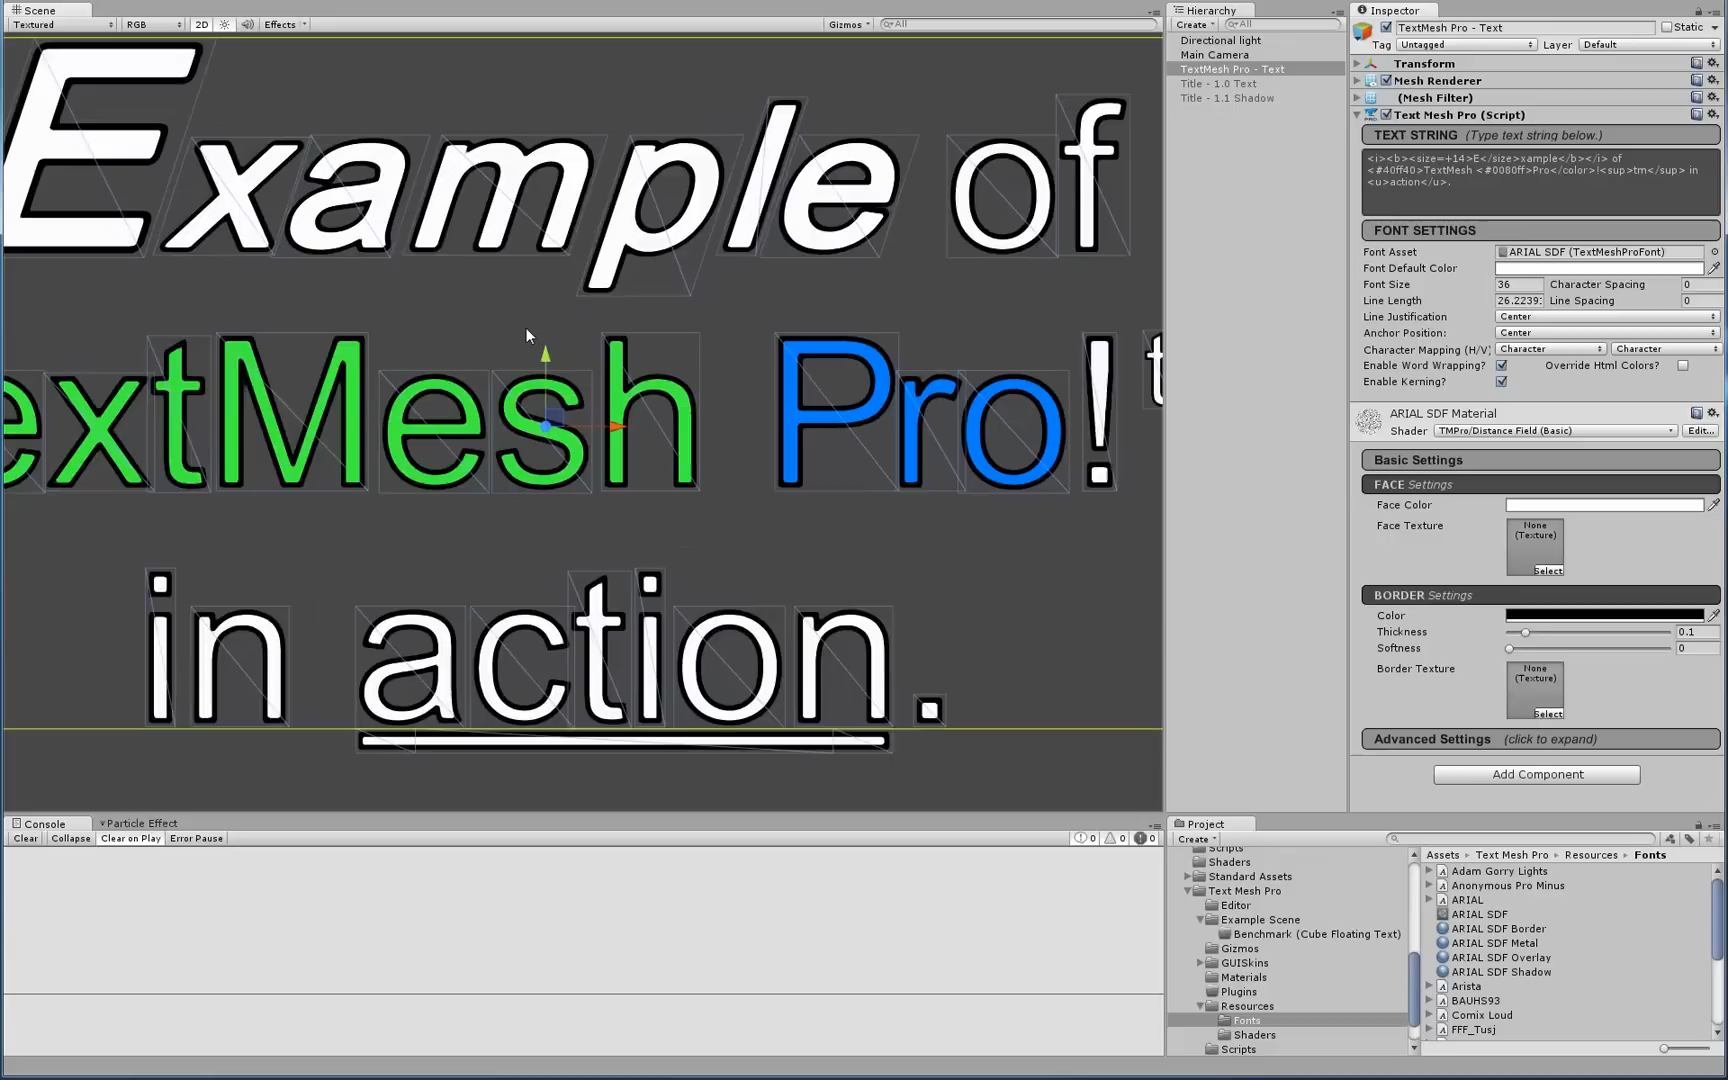 Scene
Textured RGB 2D Effects Gizmos All
Example of
extMesh Pro! t
in action.
Console Particle Effect
Clear Collapse Clear on Play Error Pause 0 0 0
Hierarchy
Create All
Directional light
Main Camera
TextMesh Pro - Text
Title - 1.0 Text
Title - 1.1 Shadow
Inspector
TextMesh Pro - Text Static
Tag Untagged Layer Default
Transform
Mesh Renderer
(Mesh Filter)
Text Mesh Pro (Script)
TEXT STRING (Type text string below.)
<i><b><size=+14>E</size>xample</b></i> of
<#40ff40>TextMesh <#0080ff>Pro</color>!<sup>tm</sup> in
<u>action</u>.
FONT SETTINGS
Font Asset ARIAL SDF (TextMeshProFont)
Font Default Color
Font Size 36 Character Spacing 0
Line Length 26.2239 Line Spacing 0
Line Justification Center
Anchor Position: Center
Character Mapping (H/V) Character Character
Enable Word Wrapping? Override Html Colors?
Enable Kerning?
ARIAL SDF Material
Shader TMPro/Distance Field (Basic) Edit...
Basic Settings
FACE Settings
Face Color
Face Texture None (Texture) Select
BORDER Settings
Color
Thickness 0.1
Softness 0
Border Texture None (Texture) Select
Advanced Settings (click to expand)
Add Component
Project
Create
Scripts
Shaders
Standard Assets
Text Mesh Pro
Editor
Example Scene
Benchmark (Cube Floating Text)
Gizmos
GUISkins
Materials
Plugins
Resources
Fonts
Shaders
Scripts
Assets Text Mesh Pro Resources Fonts
Adam Gorry Lights
Anonymous Pro Minus
ARIAL
ARIAL SDF
ARIAL SDF Border
ARIAL SDF Metal
ARIAL SDF Overlay
ARIAL SDF Shadow
Arista
BAUHS93
Comix Loud
FFF_Tusj